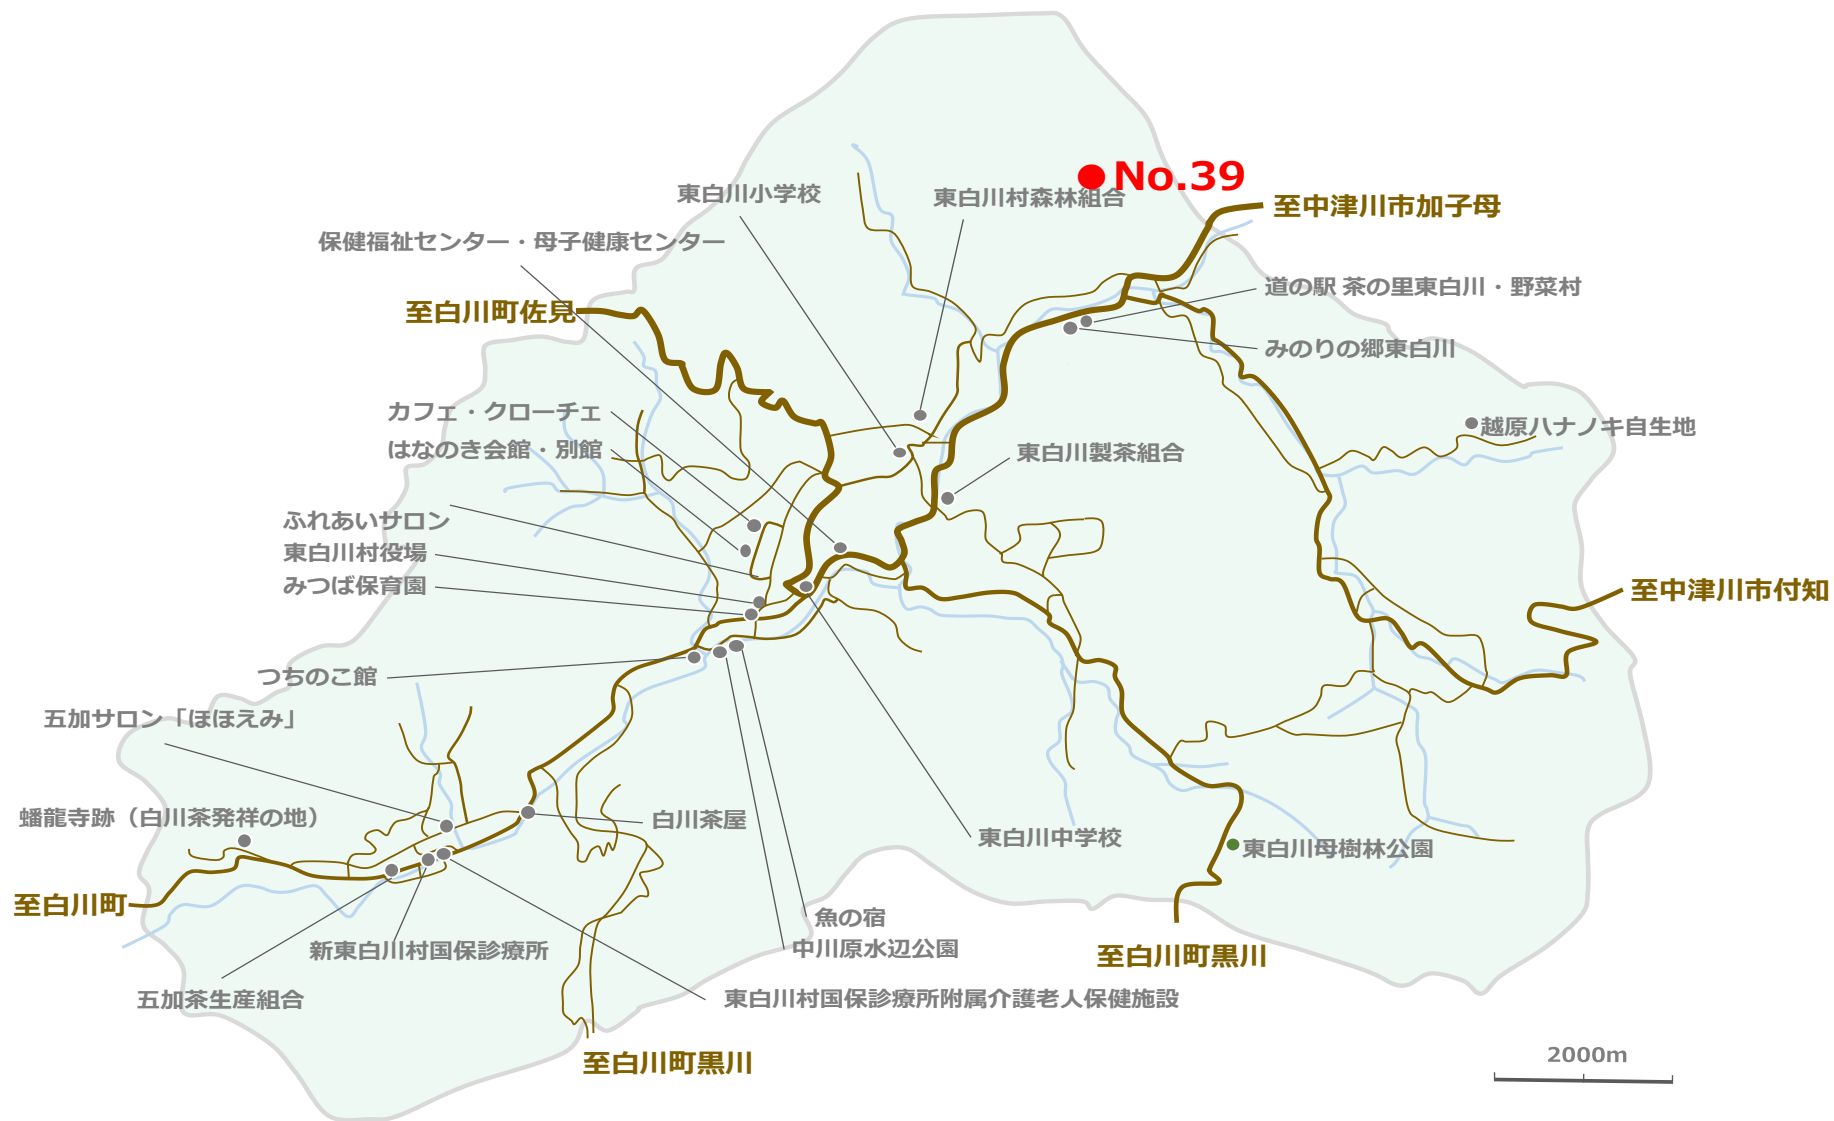 No.39
東白川小学校
東白川村森林組合
至中津川市加子母
保健福祉センター・母子健康センター
道の駅 茶の里東白川・野菜村
至白川町佐見
みのりの郷東白川
カフェ・クローチェ
越原ハナノキ自生地
はなのき会館・別館
東白川製茶組合
ふれあいサロン
東白川村役場
みつば保育園
至中津川市付知
つちのこ館
五加サロン「ほほえみ」
蟠龍寺跡（白川茶発祥の地）
白川茶屋
東白川中学校
東白川母樹林公園
至白川町
魚の宿
新東白川村国保診療所
中川原水辺公園
至白川町黒川
五加茶生産組合
東白川村国保診療所附属介護老人保健施設
至白川町黒川
2000m